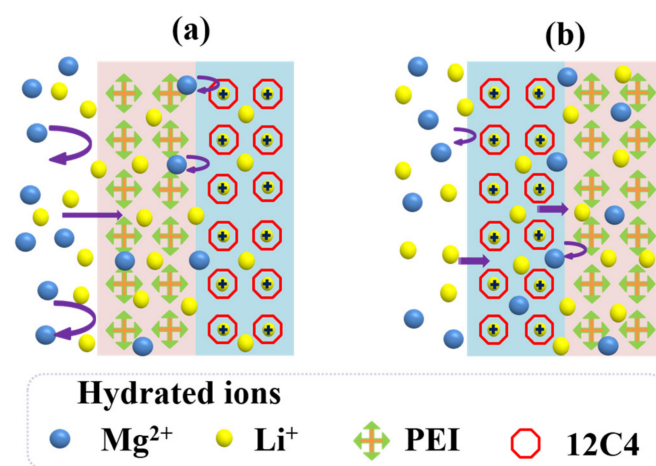 (a) (b)
Hydrated ions
Mg²⁺ Li⁺ PEI 12C4